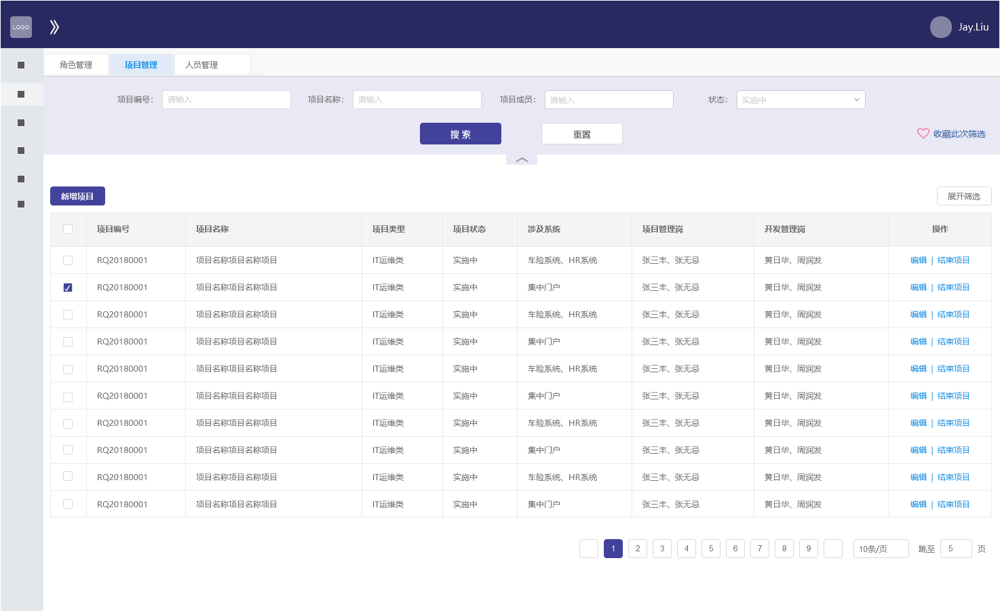 LOGO
Jay.Liu
角色管理 项目管理 人员管理
项目编号： 请输入 项目名称： 请输入 项目成员： 请输入 状态： 实施中
搜 索 重置 收藏此次筛选
新增项目 展开筛选
项目编号 项目名称 项目类型 项目状态 涉及系统 项目管理岗 开发管理岗 操作
RQ20180001 项目名称项目名称项目 IT运维类 实施中 车险系统、HR系统 张三丰、张无忌 黄日华、周润发 编辑 | 结束项目
RQ20180001 项目名称项目名称项目 IT运维类 实施中 集中门户 张三丰、张无忌 黄日华、周润发 编辑 | 结束项目
RQ20180001 项目名称项目名称项目 IT运维类 实施中 车险系统、HR系统 张三丰、张无忌 黄日华、周润发 编辑 | 结束项目
RQ20180001 项目名称项目名称项目 IT运维类 实施中 集中门户 张三丰、张无忌 黄日华、周润发 编辑 | 结束项目
RQ20180001 项目名称项目名称项目 IT运维类 实施中 车险系统、HR系统 张三丰、张无忌 黄日华、周润发 编辑 | 结束项目
RQ20180001 项目名称项目名称项目 IT运维类 实施中 集中门户 张三丰、张无忌 黄日华、周润发 编辑 | 结束项目
RQ20180001 项目名称项目名称项目 IT运维类 实施中 车险系统、HR系统 张三丰、张无忌 黄日华、周润发 编辑 | 结束项目
RQ20180001 项目名称项目名称项目 IT运维类 实施中 集中门户 张三丰、张无忌 黄日华、周润发 编辑 | 结束项目
RQ20180001 项目名称项目名称项目 IT运维类 实施中 车险系统、HR系统 张三丰、张无忌 黄日华、周润发 编辑 | 结束项目
RQ20180001 项目名称项目名称项目 IT运维类 实施中 集中门户 张三丰、张无忌 黄日华、周润发 编辑 | 结束项目
1 2 3 4 5 6 7 8 9 10条/页 跳至 5 页